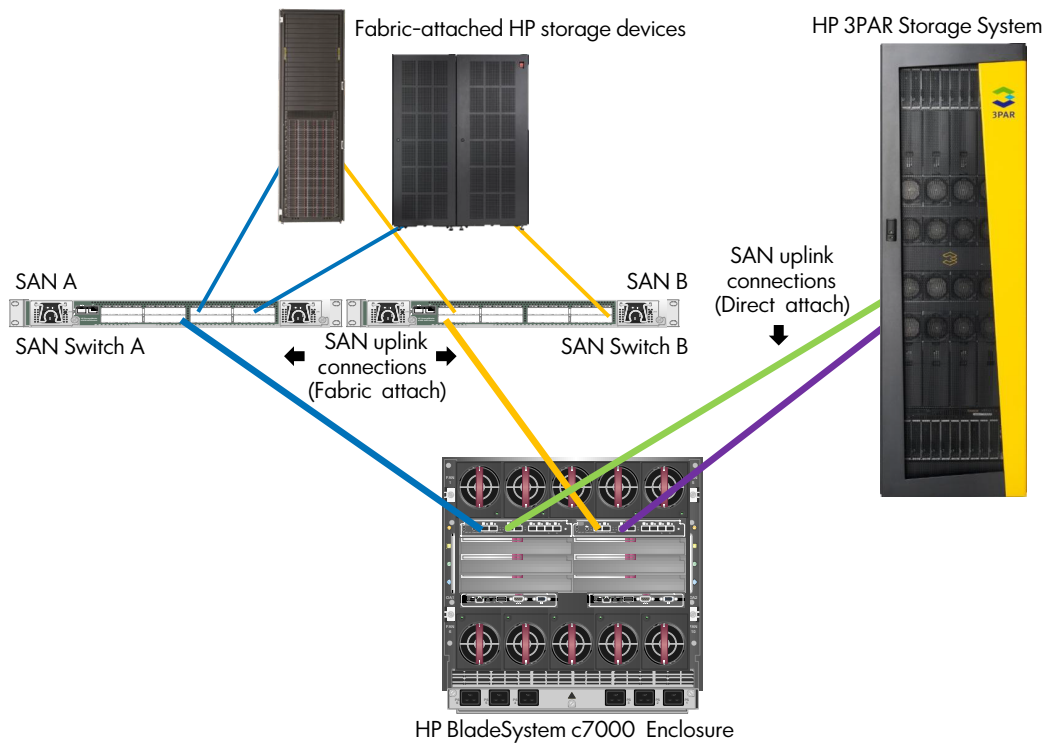 Fabric-attached HP storage devices
HP 3PAR Storage System
3PAR
SAN A
SAN B
SAN uplink
connections
(Direct attach)
SAN Switch A
SAN uplink
connections
(Fabric attach)
SAN Switch B
HP BladeSystem c7000 Enclosure